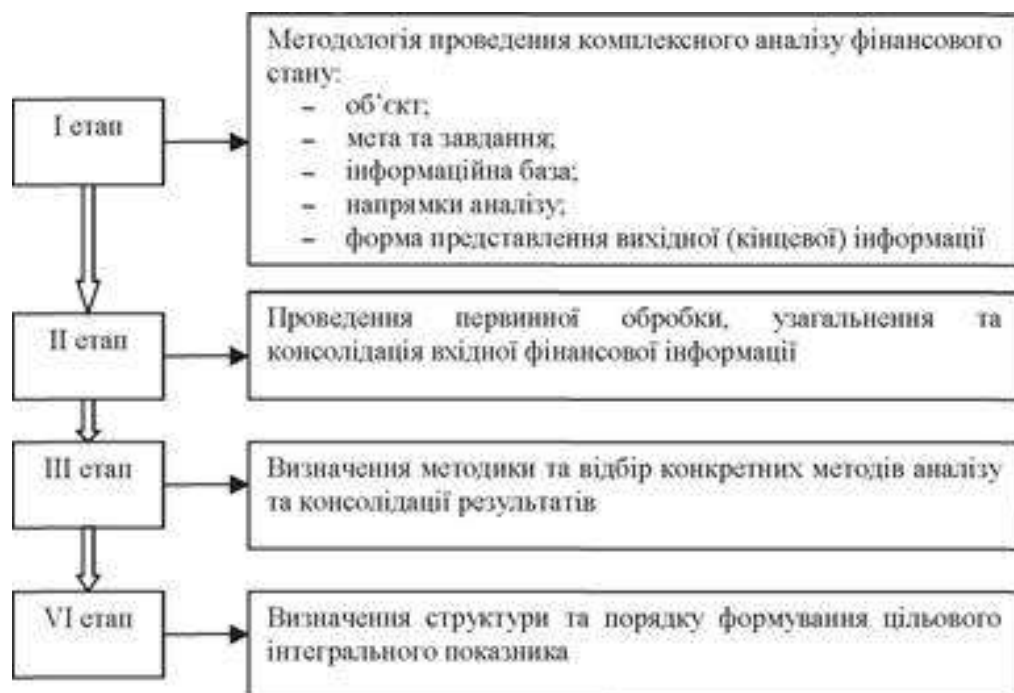 Методологія проведення комплексного аналізу фінансового
стану:
– об’єкт;
– мета та завдання;
– інформаційна база;
– напрямки аналізу;
– форма представлення вихідної (кінцевої) інформації
І етап
Проведення первинної обробки, узагальнення та
консолідація вхідної фінансової інформації
ІІ етап
Визначення методики та відбір конкретних методів аналізу
та консолідації результатів
ІІІ етап
Визначення структури та порядку формування цільового
інтегрального показника
VI етап